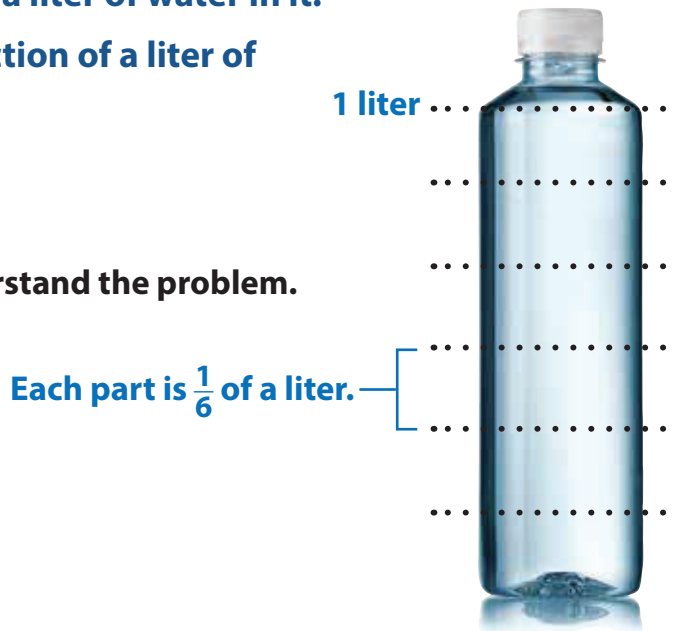 a liter of water in it.
tion of a liter of
1 liter
rstand the problem.
Each part is 1/6 of a liter.